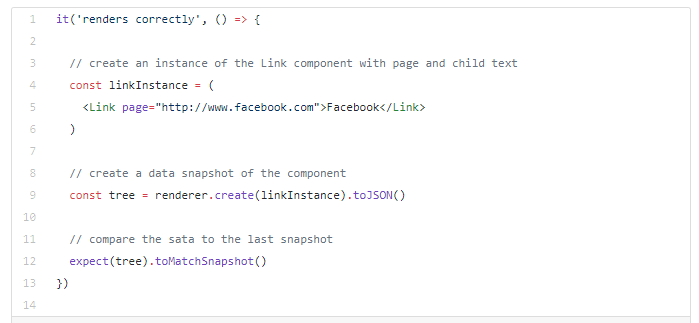 1 it('renders correctly', () => {
2
3 // create an instance of the Link component with page and child text
4 const linkInstance = (
5 <Link page="http://www.facebook.com">Facebook</Link>
6 )
7
8 // create a data snapshot of the component
9 const tree = renderer.create(linkInstance).toJSON()
10
11 // compare the sata to the last snapshot
12 expect(tree).toMatchSnapshot()
13 })
14